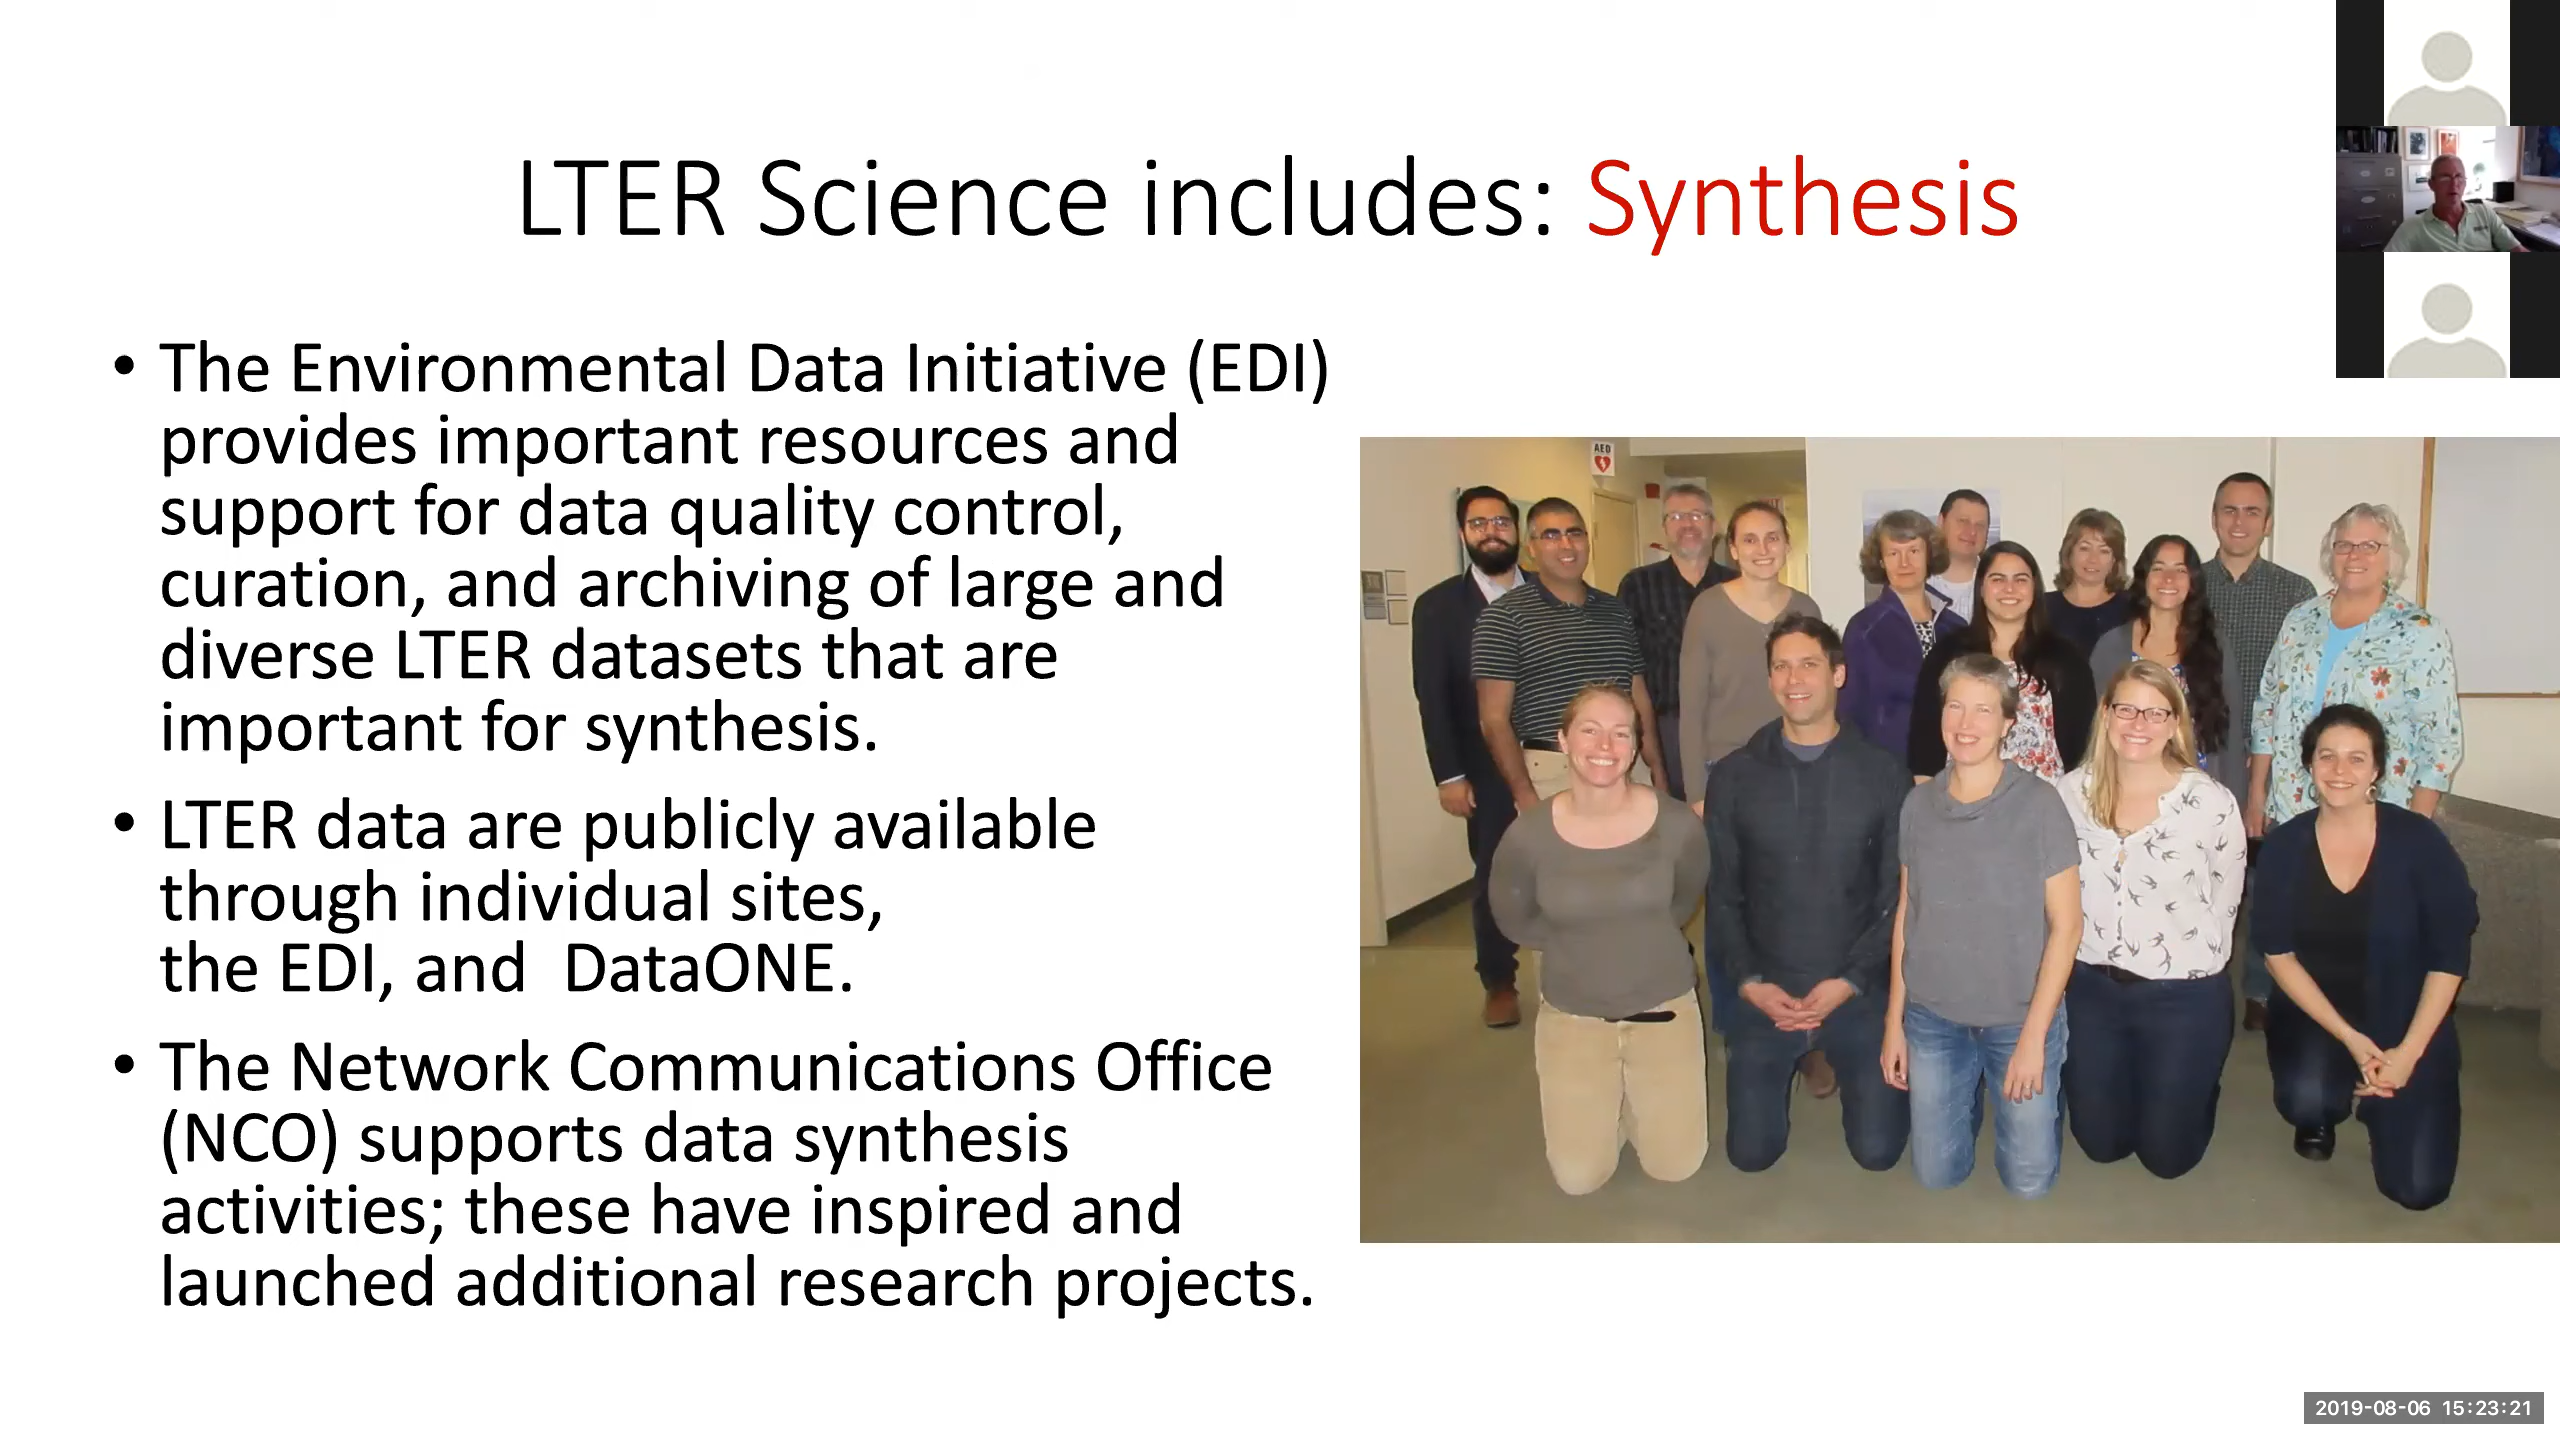 LTER Science includes: Synthesis
• The Environmental Data Initiative (EDI)
provides important resources and
support for data quality control,
curation, and archiving of large and
diverse LTER datasets that are
important for synthesis.
• LTER data are publicly available
through individual sites,
the EDI, and  DataONE.
• The Network Communications Office
(NCO) supports data synthesis
activities; these have inspired and
launched additional research projects.
AED
2019-08-06 15:23:21